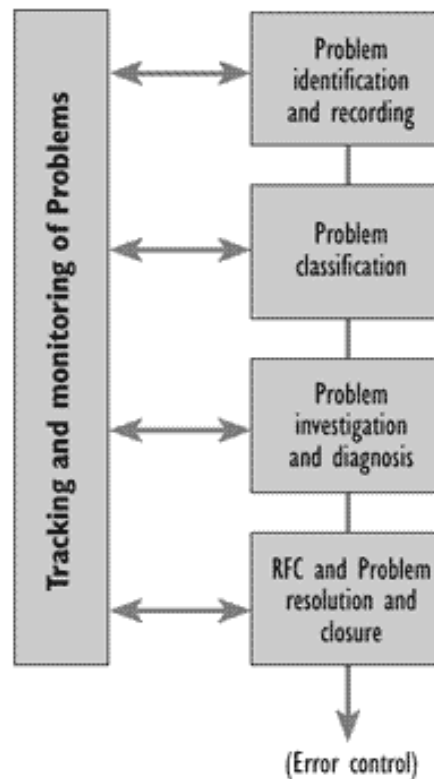 Tracking and monitoring of Problems
Problem
identification
and recording
Problem
classification
Problem
investigation
and diagnosis
RFC and Problem
resolution and
closure
(Error control)